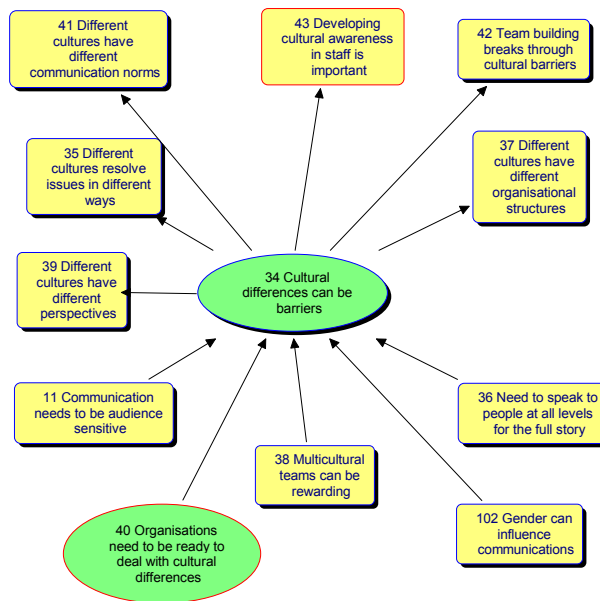 41 Different
cultures have
different
communication norms
43 Developing
cultural awareness
in staff is
important
42 Team building
breaks through
cultural barriers
35 Different
cultures resolve
issues in different
ways
37 Different
cultures have
different
organisational
structures
39 Different
cultures have
different
perspectives
34 Cultural
differences can be
barriers
11 Communication
needs to be audience
sensitive
36 Need to speak to
people at all levels
for the full story
38 Multicultural
teams can be
rewarding
40 Organisations
need to be ready to
deal with cultural
differences
102 Gender can
influence
communications